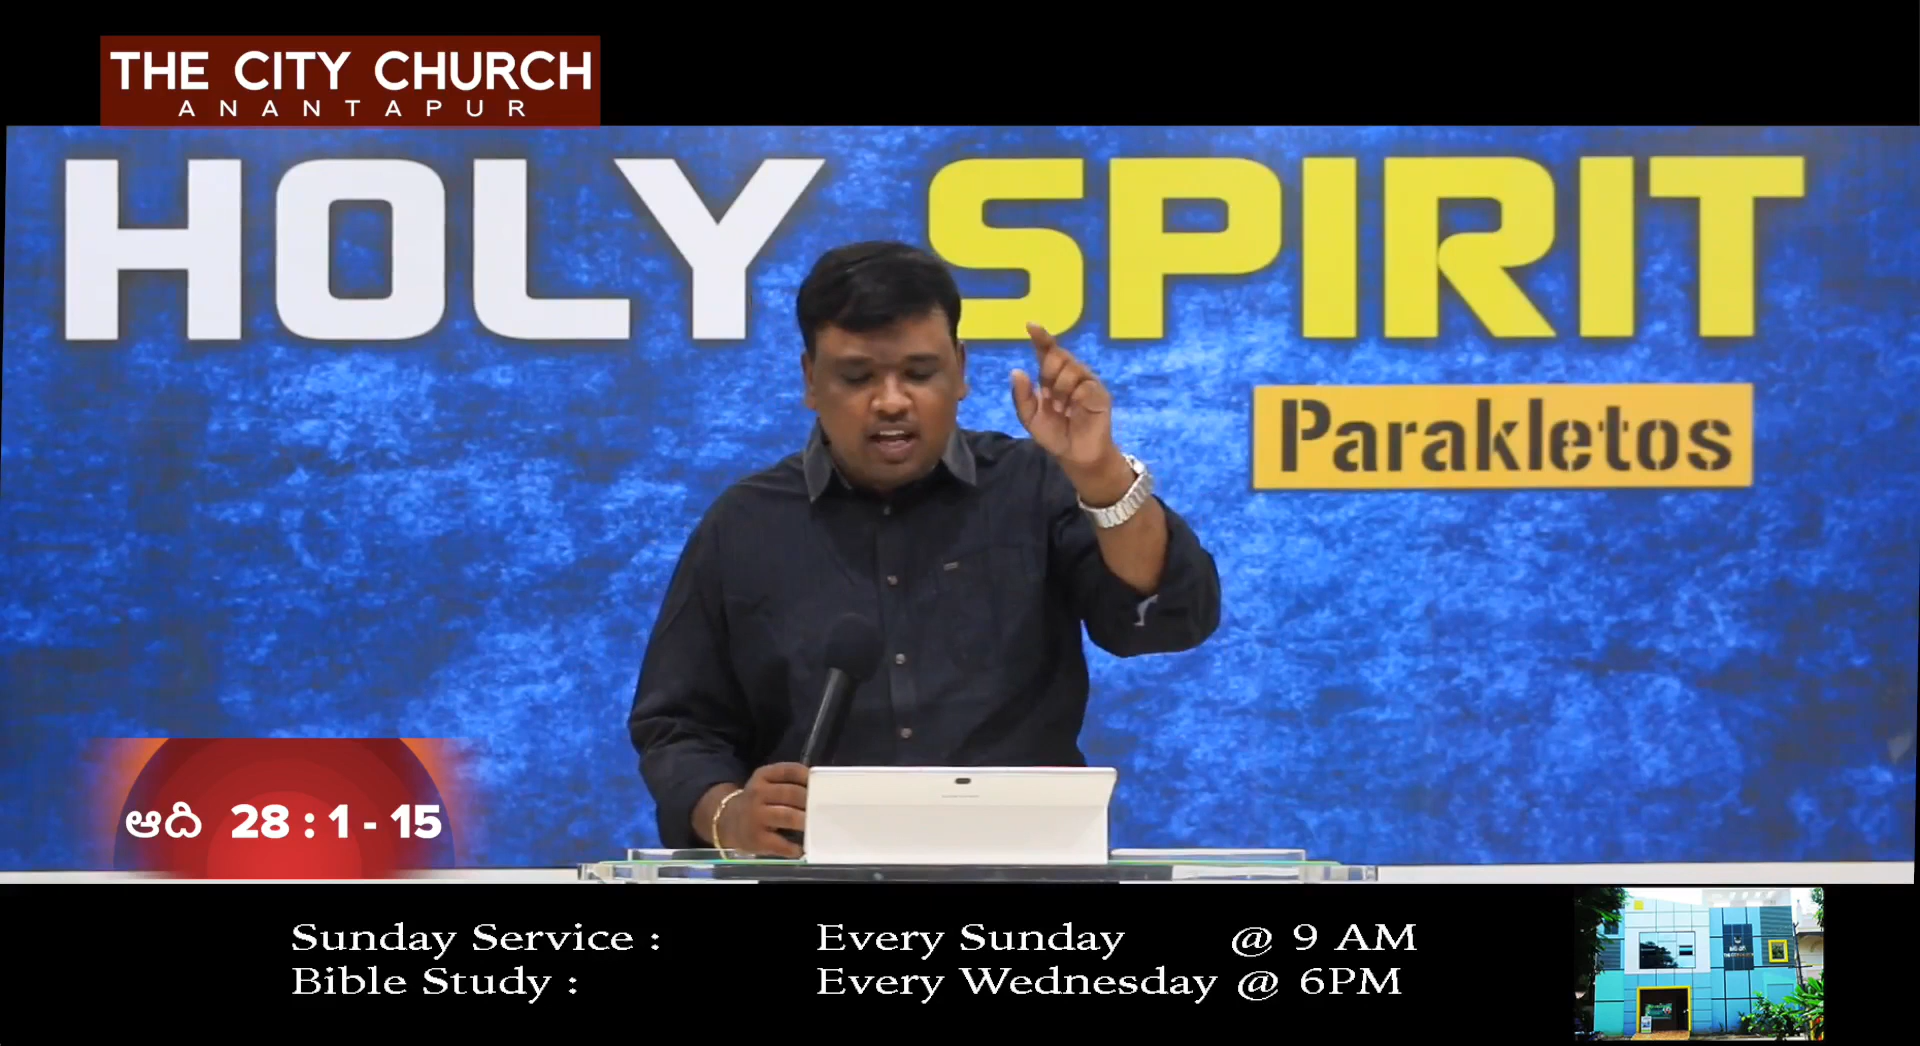 THE CITY CHURCH
ANANTAPUR
HOLY SPIRIT
Parakletos
ఆది 28 : 1 - 15
Sunday Service : Every Sunday @ 9 AM
Bible Study : Every Wednesday @ 6PM